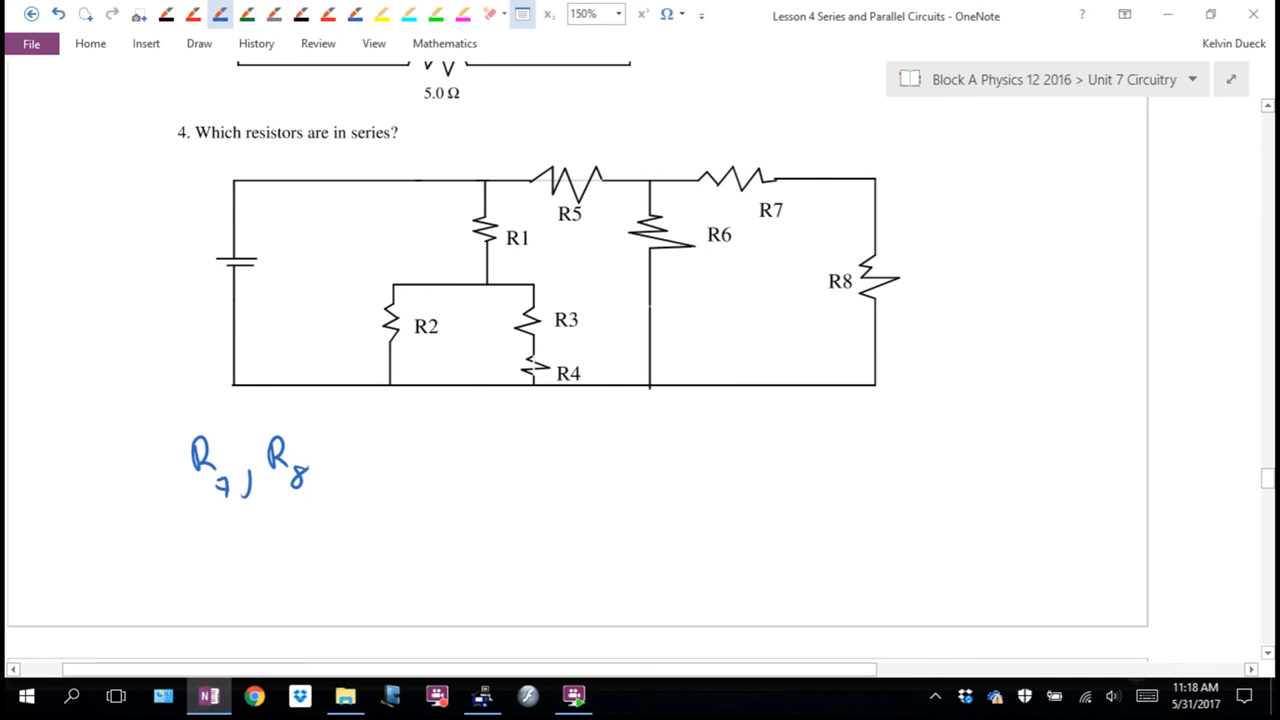 150%
Lesson 4 Series and Parallel Circuits - OneNote
File Home Insert Draw History Review View Mathematics Kelvin Dueck
Block A Physics 12 2016 > Unit 7 Circuitry
5.0 Ω
4. Which resistors are in series?
R5
R7
R1
R6
R8
R2
R3
R4
R7, R8
11:18 AM
5/31/2017